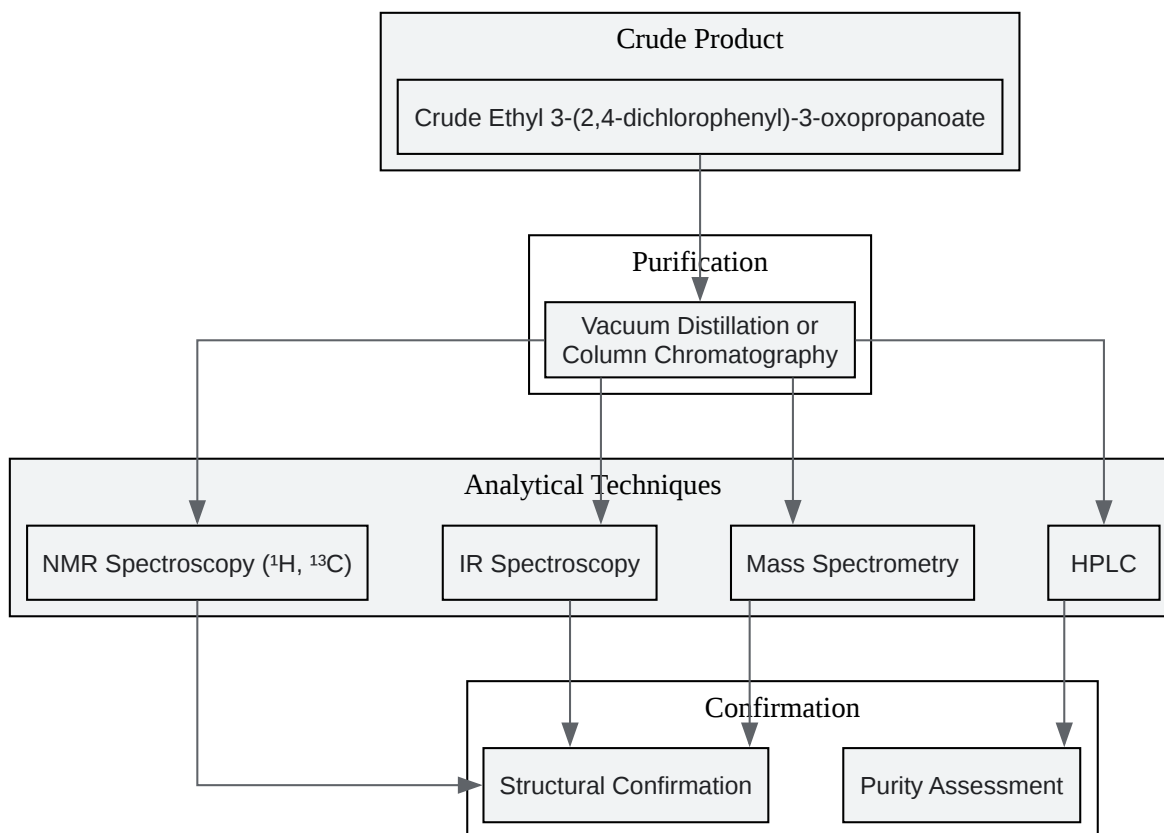 Crude Product
Crude Ethyl 3-(2,4-dichlorophenyl)-3-oxopropanoate
Purification
Vacuum Distillation or
Column Chromatography
Analytical Techniques
NMR Spectroscopy (¹H, ¹³C)
IR Spectroscopy
Mass Spectrometry
HPLC
Confirmation
Structural Confirmation
Purity Assessment